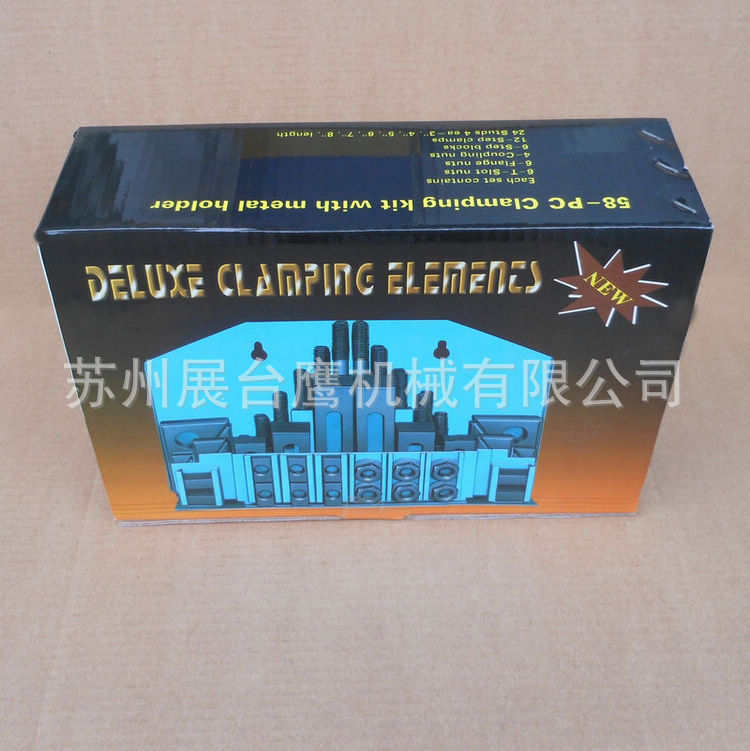 58-PC Clamping kit with metal holder
Each set contains
6-T-Slot nuts
6-Flange nuts
4-Coupling nuts
6-Step blocks
12-Step clamps
24 Studs 4 ea-3", 4", 5", 6", 7", 8", length
DELUXE CLAMPING ELEMENTS
NEW
苏州展台鹰机械有限公司